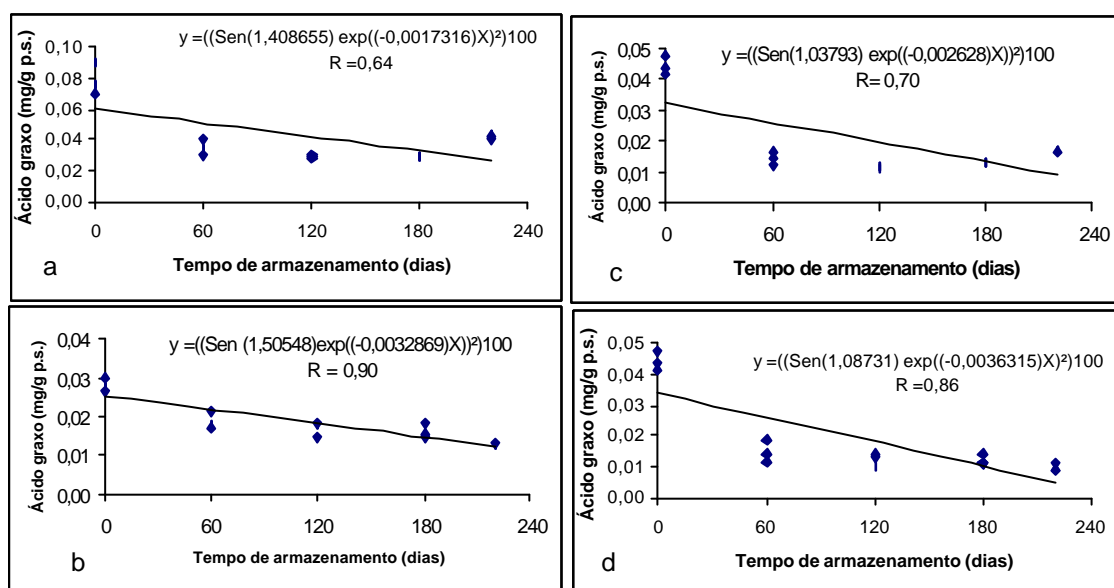 y =((Sen(1,408655) exp((-0,0017316)X)²)100
R =0,64
Ácido graxo (mg/g p.s.)
0,10
0,08
0,06
0,04
0,02
0,00
0 60 120 180 240
Tempo de armazenamento (dias)
a
y =((Sen(1,03793) exp((-0,002628)X))²)100
R= 0,70
Ácido graxo (mg/g p.s.)
0,05
0,04
0,03
0,02
0,01
0,00
0 60 120 180 240
Tempo de armazenamento (dias)
c
y =((Sen (1,50548)exp((-0,0032869)X))²)100
R = 0,90
Ácido graxo (mg/g p.s.)
0,04
0,03
0,02
0,01
0,00
0 60 120 180 240
Tempo de armazenamento (dias)
b
y =((Sen(1,08731) exp((-0,0036315)X)²)100
R =0,86
Ácido graxo (mg/g p.s.)
0,05
0,04
0,03
0,02
0,01
0,00
0 60 120 180 240
Tempo de armazenamento (dias)
d